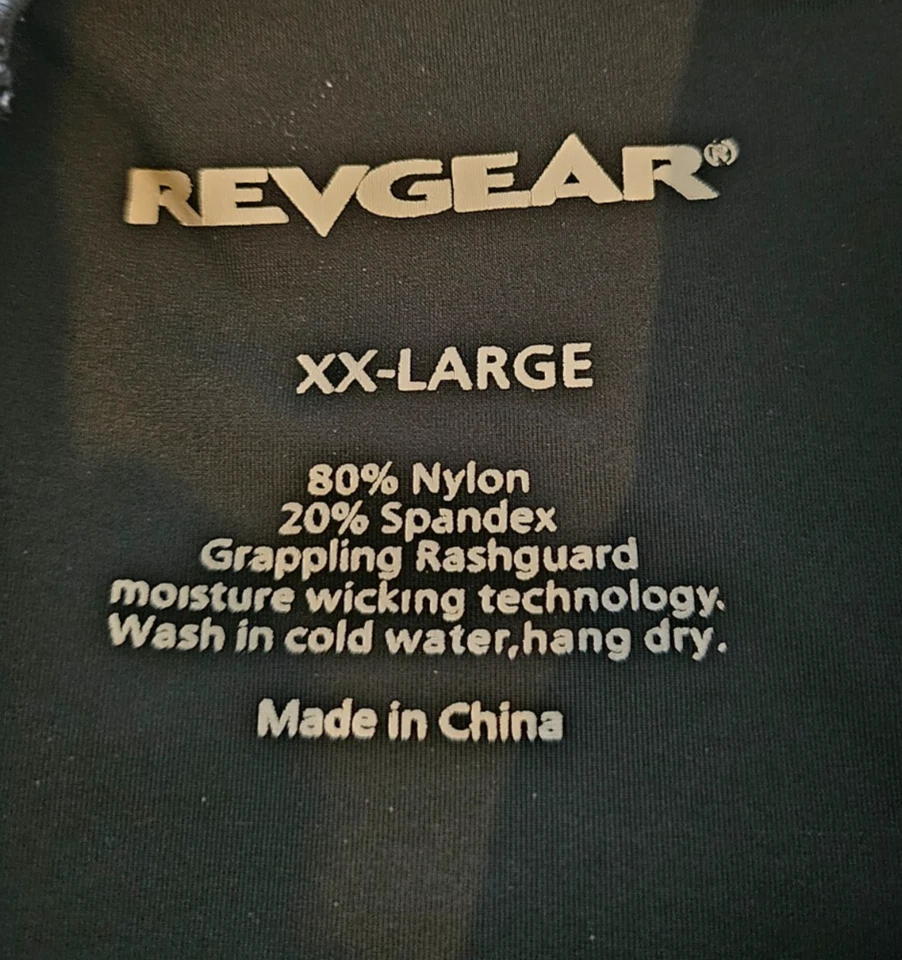 REVGEAR®
XX-LARGE
80% Nylon
20% Spandex
Grappling Rashguard
moisture wicking technology.
Wash in cold water,hang dry.
Made in China